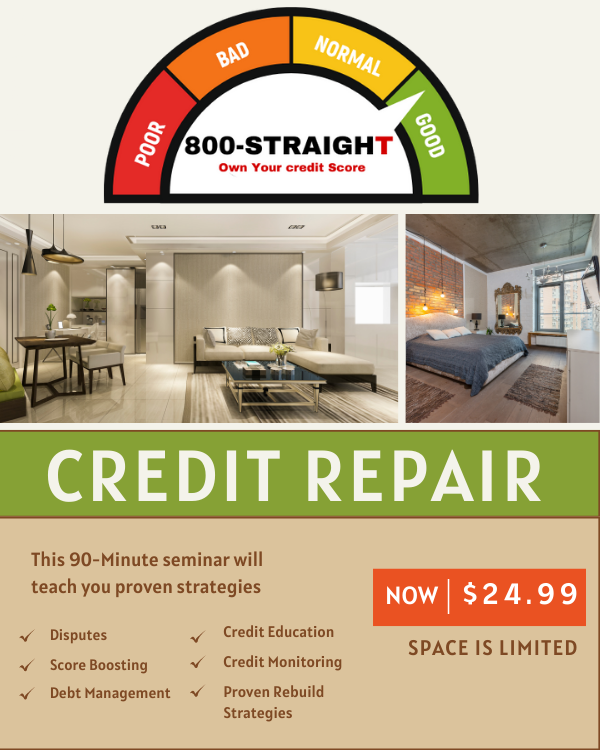 POOR
BAD
NORMAL
GOOD
800-STRAIGHT
Own Your credit Score
CREDIT REPAIR
This 90-Minute seminar will
teach you proven strategies
Disputes
Score Boosting
Debt Management
Credit Education
Credit Monitoring
Proven Rebuild
Strategies
NOW | $24.99
SPACE IS LIMITED